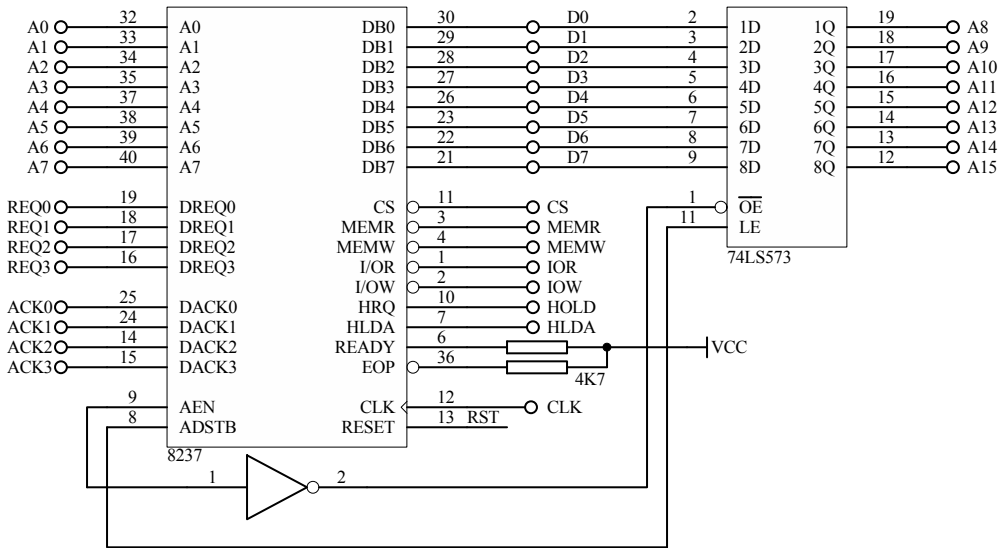 A0 32 A0 DB0 30 D0 2 1D 1Q 19 A8
A1 33 A1 DB1 29 D1 3 2D 2Q 18 A9
A2 34 A2 DB2 28 D2 4 3D 3Q 17 A10
A3 35 A3 DB3 27 D3 5 4D 4Q 16 A11
A4 37 A4 DB4 26 D4 6 5D 5Q 15 A12
A5 38 A5 DB5 23 D5 7 6D 6Q 14 A13
A6 39 A6 DB6 22 D6 8 7D 7Q 13 A14
A7 40 A7 DB7 21 D7 9 8D 8Q 12 A15
REQ0 19 DREQ0 CS 11 CS 1 OE
REQ1 18 DREQ1 MEMR 3 MEMR 11 LE
REQ2 17 DREQ2 MEMW 4 MEMW
74LS573
REQ3 16 DREQ3 I/OR 1 IOR
I/OW 2 IOW
ACK0 25 DACK0 HRQ 10 HOLD
ACK1 24 DACK1 HLDA 7 HLDA
ACK2 14 DACK2 READY 6 VCC
ACK3 15 DACK3 EOP 36
4K7
9 AEN CLK 12 CLK
8 ADSTB RESET 13 RST
8237
1 2